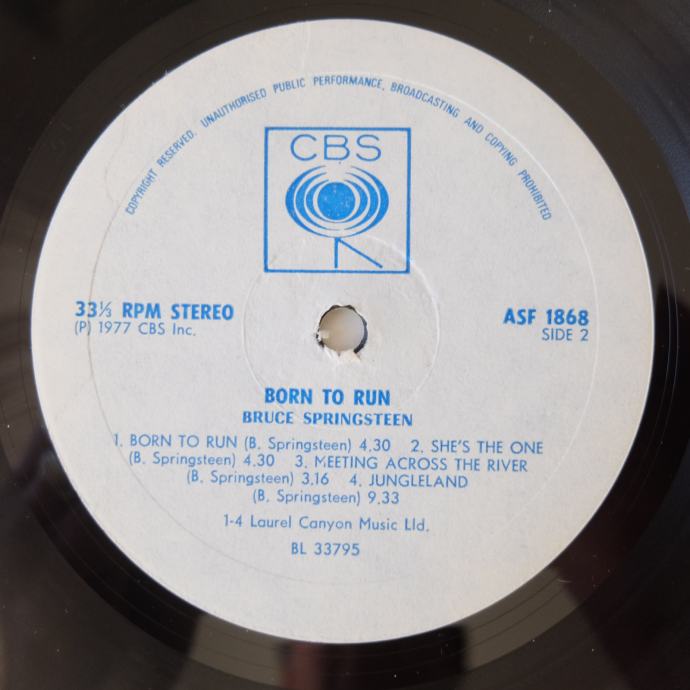 COPYRIGHT RESERVED. UNAUTHORISED PUBLIC PERFORMANCE, BROADCASTING AND COPYING PROHIBITED
CBS
33⅓ RPM STEREO
(P) 1977 CBS Inc.
ASF 1868
SIDE 2
BORN TO RUN
BRUCE SPRINGSTEEN
1. BORN TO RUN (B. Springsteen) 4.30 2. SHE'S THE ONE
(B. Springsteen) 4.30 3. MEETING ACROSS THE RIVER
(B. Springsteen) 3.16 4. JUNGLELAND
(B. Springsteen) 9.33
1-4 Laurel Canyon Music Ltd.
BL 33795